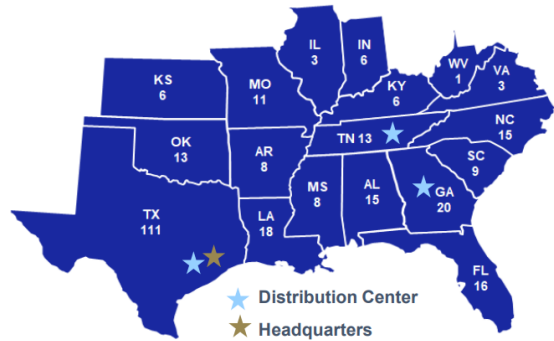 IL
3
IN
6
WV
1
VA
3
KS
6
MO
11
KY
6
NC
15
TN 13
OK
13
AR
8
SC
9
MS
8
AL
15
GA
20
TX
111
LA
18
FL
16
Distribution Center
Headquarters